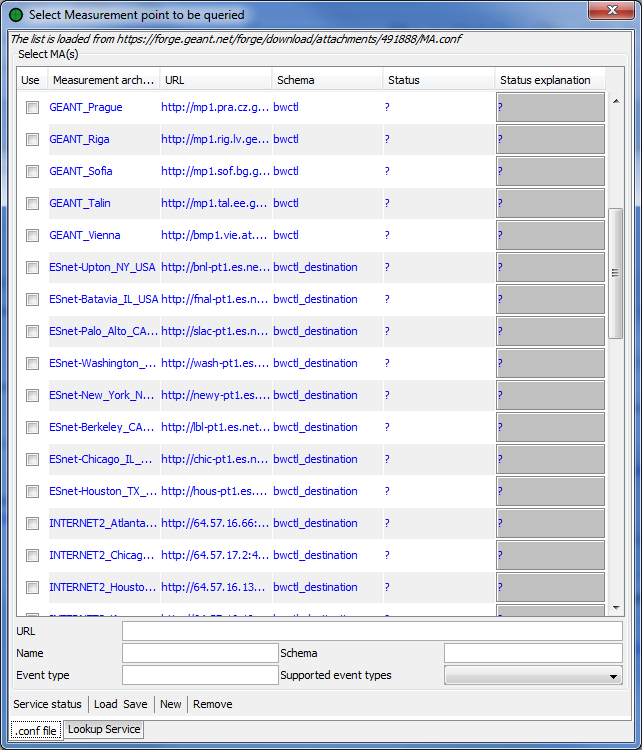 Select Measurement point to be queried
The list is loaded from https://forge.geant.net/forge/download/attachments/491888/MA.conf
Select MA(s)
Use Measurement arch... URL Schema Status Status explanation
GEANT_Prague http://mp1.pra.cz.g... bwctl ? ?
GEANT_Riga http://mp1.rig.lv.ge... bwctl ? ?
GEANT_Sofia http://mp1.sof.bg.g... bwctl ? ?
GEANT_Talin http://mp1.tal.ee.g... bwctl ? ?
GEANT_Vienna http://bmp1.vie.at.... bwctl ? ?
ESnet-Upton_NY_USA http://bnl-pt1.es.ne... bwctl_destination ? ?
ESnet-Batavia_IL_USA http://fnal-pt1.es.n... bwctl_destination ? ?
ESnet-Palo_Alto_CA... http://slac-pt1.es.n... bwctl_destination ? ?
ESnet-Washington_... http://wash-pt1.es.... bwctl_destination ? ?
ESnet-New_York_N... http://newy-pt1.es.... bwctl_destination ? ?
ESnet-Berkeley_CA... http://lbl-pt1.es.net... bwctl_destination ? ?
ESnet-Chicago_IL_... http://chic-pt1.es.n... bwctl_destination ? ?
ESnet-Houston_TX_... http://hous-pt1.es.... bwctl_destination ? ?
INTERNET2_Atlanta... http://64.57.16.66:... bwctl_destination ? ?
INTERNET2_Chicag... http://64.57.17.2:4... bwctl_destination ? ?
INTERNET2_Housto... http://64.57.16.13... bwctl_destination ? ?
URL
Name Schema
Event type Supported event types
Service status Load Save New Remove
.conf file Lookup Service